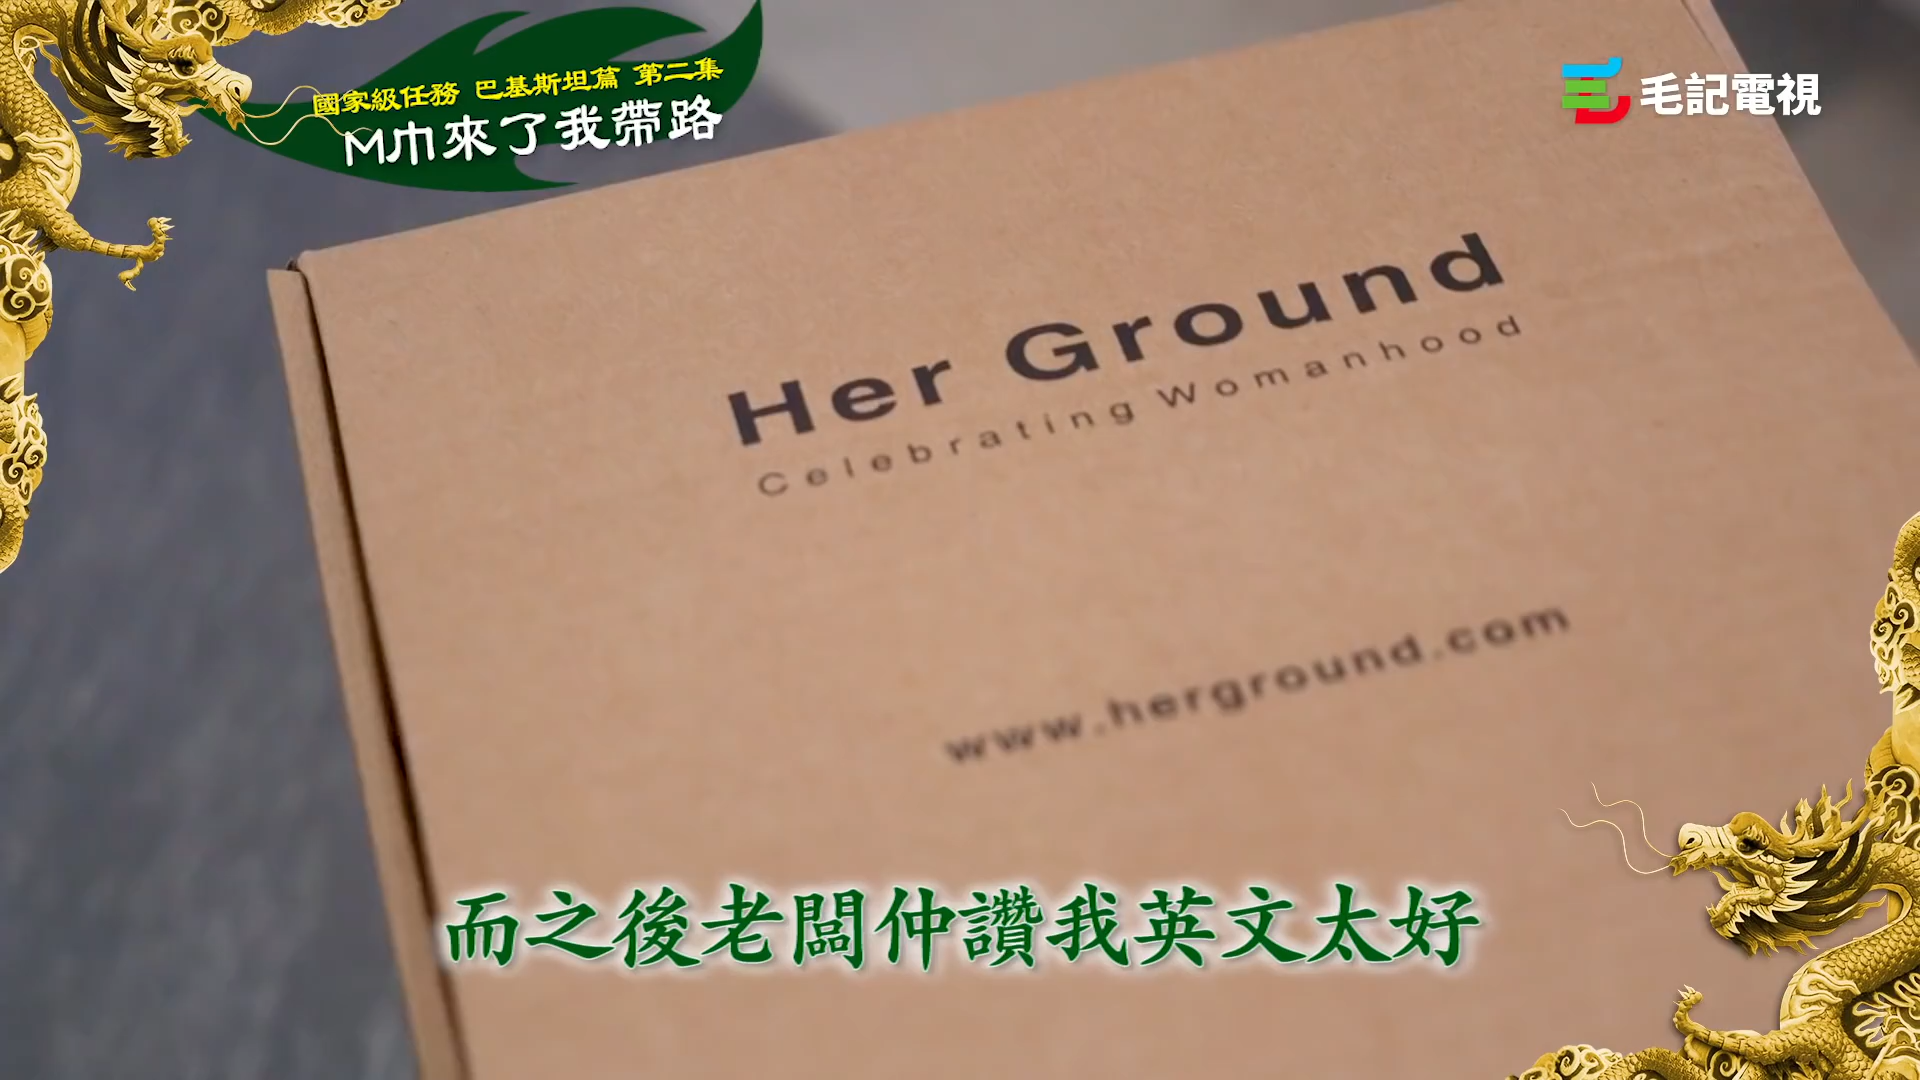 國家級任務 巴基斯坦篇 第二集
M巾來了我帶路
毛記電視
Her Ground
Celebrating Womanhood
www.herground.com
而之後老闆仲讚我英文太好